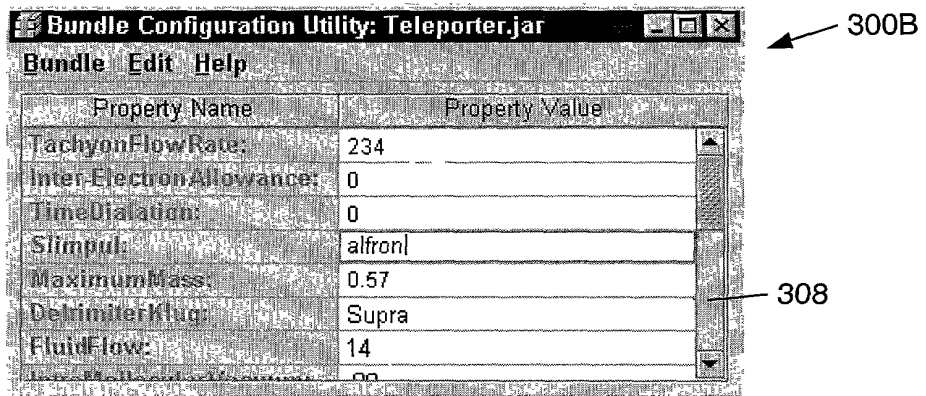 Bundle Configuration Utility: Teleporter.jar
300B
Bundle Edit Help
Property Name Property Value
TachyonFlowRate: 234
Inter-ElectronAllowance: 0
TimeDialation: 0
Slimpul: alfron
MaximumMass: 0.57
308
DetrimiterKlug: Supra
FluidFlow: 14